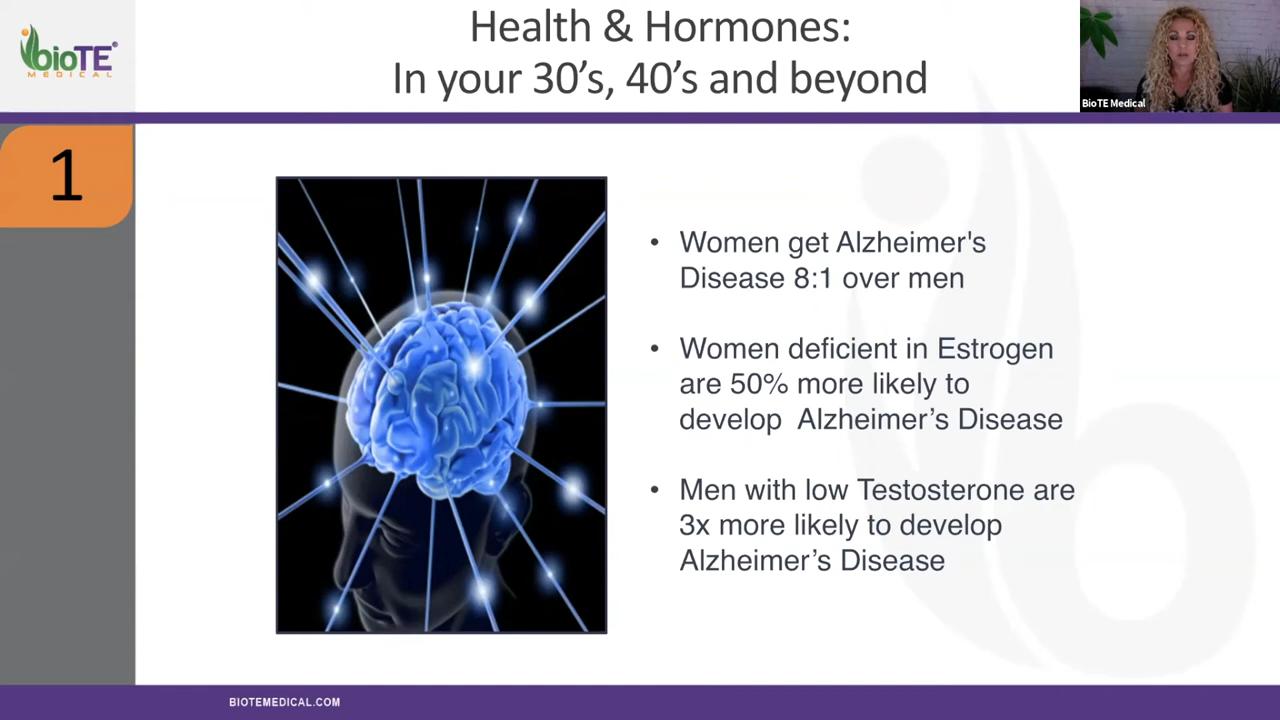 bioTE®
MEDICAL
Health & Hormones:
In your 30’s, 40’s and beyond
BioTE Medical
1
• Women get Alzheimer's
Disease 8:1 over men
• Women deficient in Estrogen
are 50% more likely to
develop  Alzheimer’s Disease
• Men with low Testosterone are
3x more likely to develop
Alzheimer’s Disease
BIOTEMEDICAL.COM